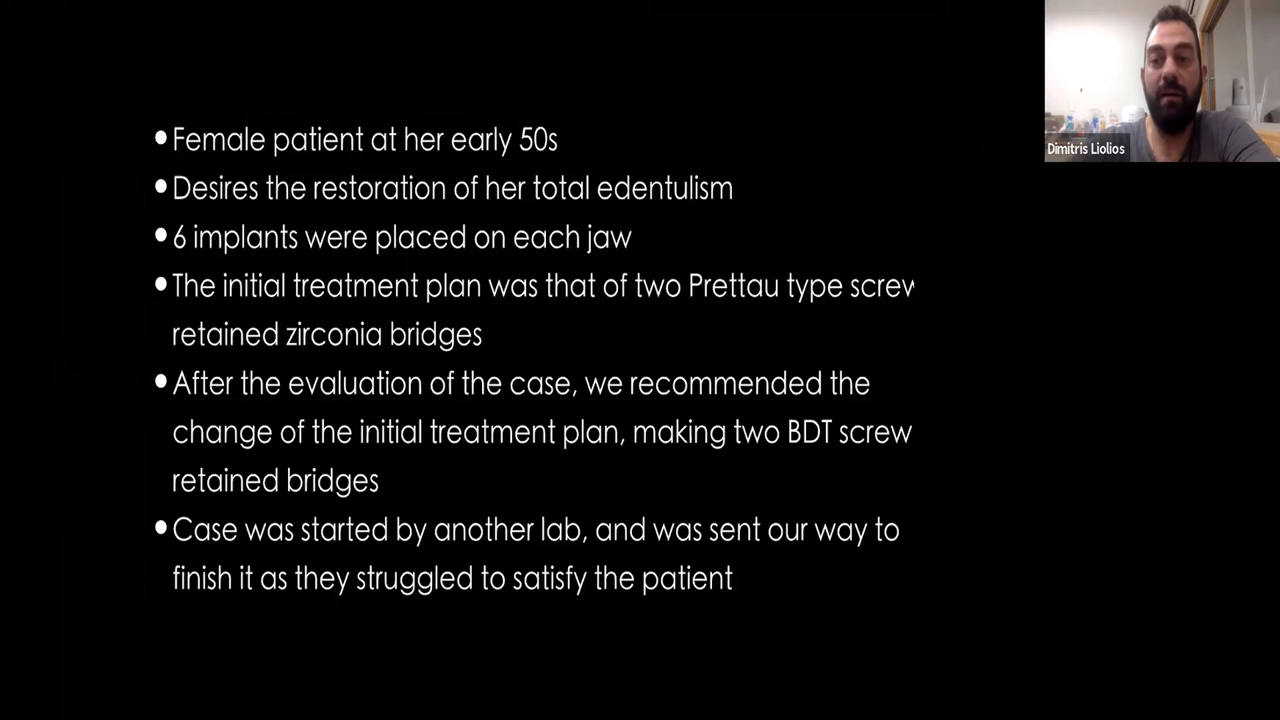 • Female patient at her early 50s
• Desires the restoration of her total edentulism
• 6 implants were placed on each jaw
• The initial treatment plan was that of two Prettau type screw
retained zirconia bridges
• After the evaluation of the case, we recommended the
change of the initial treatment plan, making two BDT screw
retained bridges
• Case was started by another lab, and was sent our way to
finish it as they struggled to satisfy the patient
Dimitris Liolios